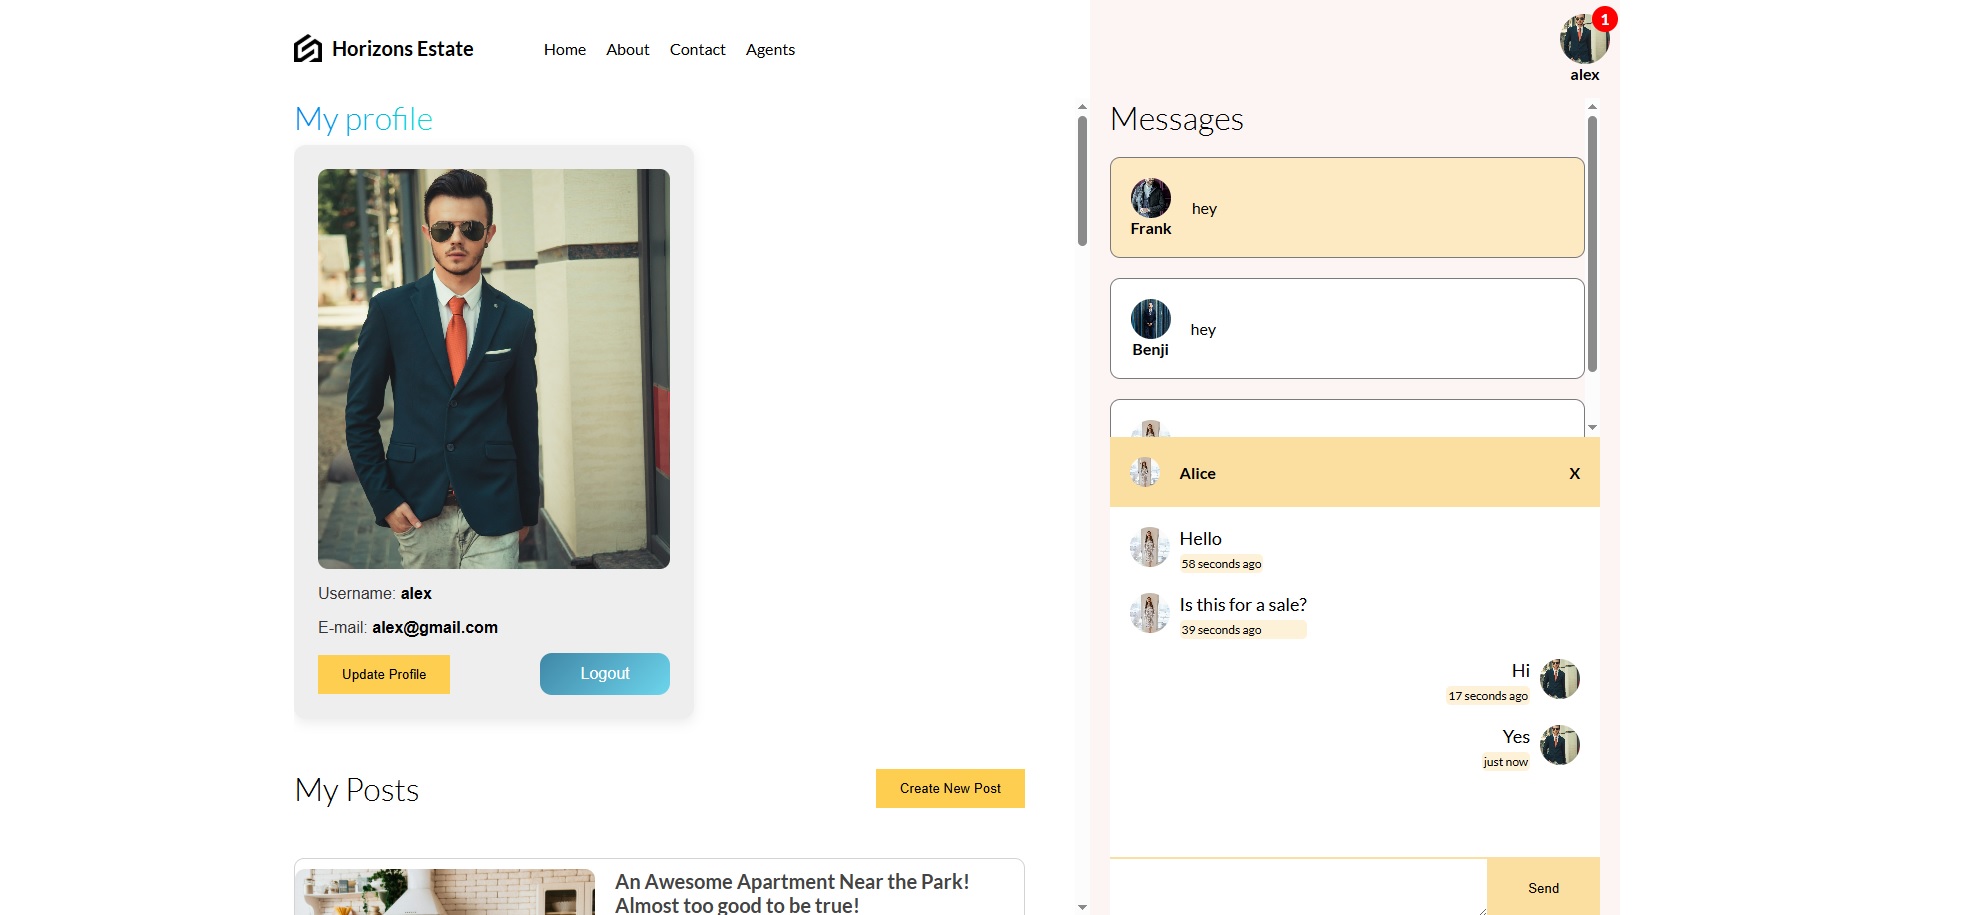 Horizons Estate
Home About Contact Agents
1
alex
My profile
Username: alex
E-mail: alex@gmail.com
Update Profile
Logout
My Posts
Create New Post
An Awesome Apartment Near the Park!
Almost too good to be true!
Messages
hey
Frank
hey
Benji
Alice
X
Hello
58 seconds ago
Is this for a sale?
39 seconds ago
Hi
17 seconds ago
Yes
just now
Send